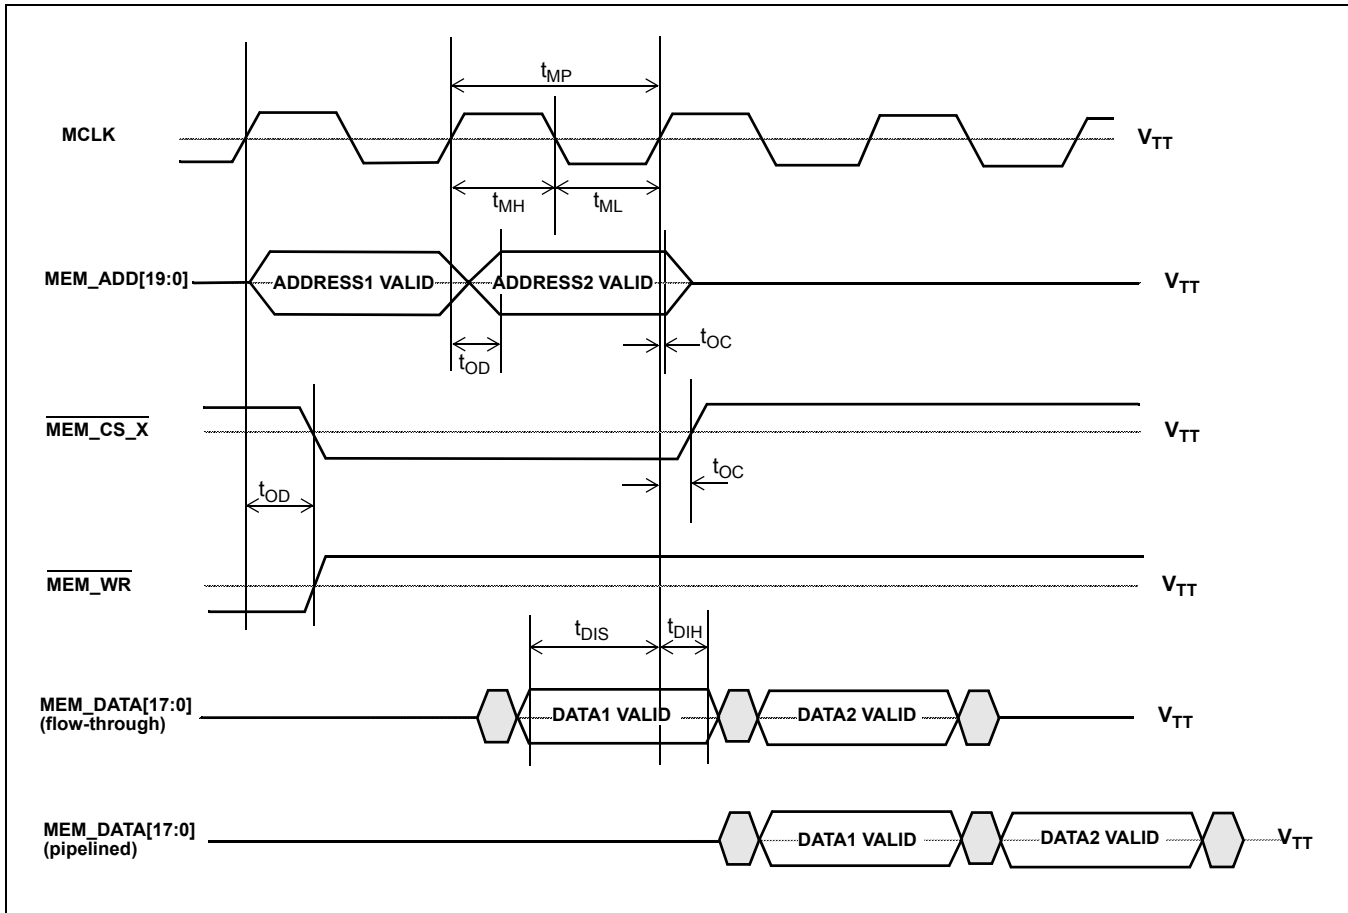 tMP
MCLK
VTT
tMH
tML
MEM_ADD[19:0]
ADDRESS1 VALID
ADDRESS2 VALID
VTT
tOD
tOC
MEM_CS_X
VTT
tOC
tOD
MEM_WR
VTT
tDIS
tDIH
MEM_DATA[17:0]
(flow-through)
DATA1 VALID
DATA2 VALID
VTT
MEM_DATA[17:0]
(pipelined)
DATA1 VALID
DATA2 VALID
VTT